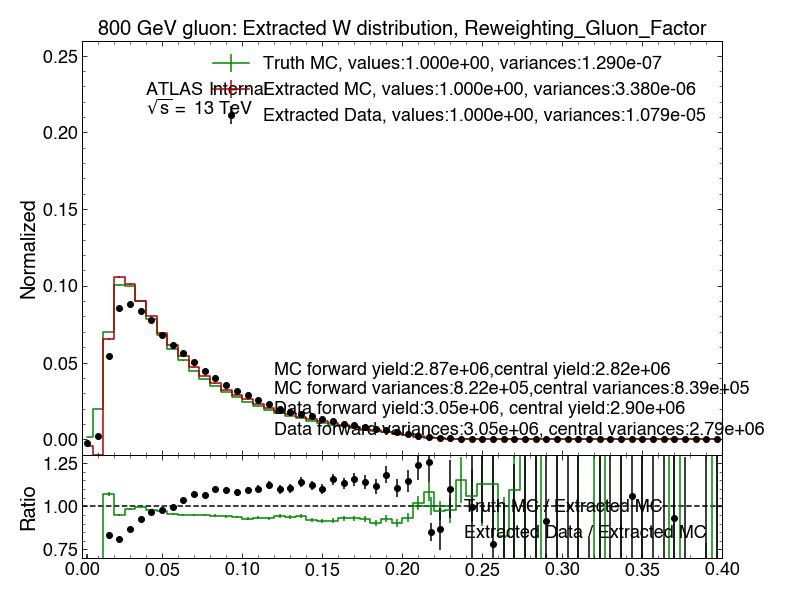 800 GeV gluon: Extracted W distribution, Reweighting_Gluon_Factor
Truth MC, values:1.000e+00, variances:1.290e-07
ATLAS Internal
Extracted MC, values:1.000e+00, variances:3.380e-06
√s = 13 TeV
Extracted Data, values:1.000e+00, variances:1.079e-05
Normalized
0.25
0.20
0.15
0.10
0.05
0.00
MC forward yield:2.87e+06,central yield:2.82e+06
MC forward variances:8.22e+05,central variances:8.39e+05
Data forward yield:3.05e+06, central yield:2.90e+06
Data forward variances:3.05e+06, central variances:2.79e+06
Ratio
1.25
1.00
0.75
Truth MC / Extracted MC
Extracted Data / Extracted MC
0.00 0.05 0.10 0.15 0.20 0.25 0.30 0.35 0.40